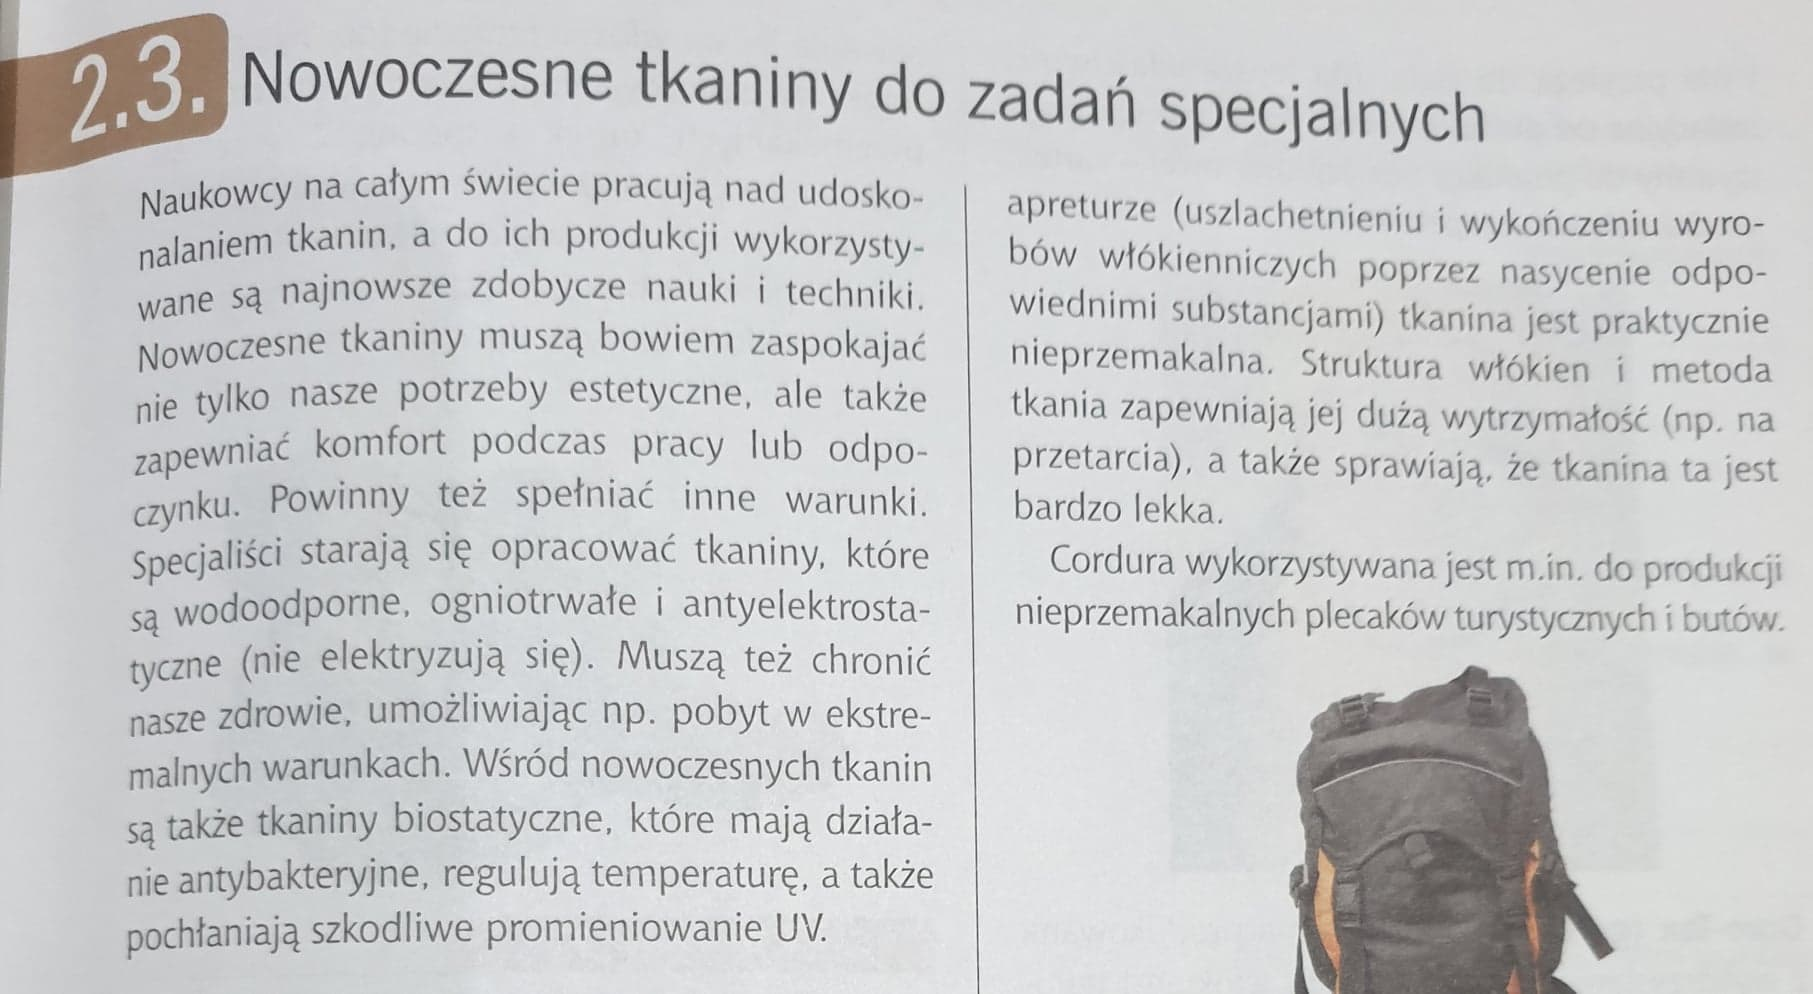 2.3. Nowoczesne tkaniny do zadań specjalnych
Naukowcy na całym świecie pracują nad udosko-
nalaniem tkanin, a do ich produkcji wykorzysty-
wane są najnowsze zdobycze nauki i techniki.
Nowoczesne tkaniny muszą bowiem zaspokajać
nie tylko nasze potrzeby estetyczne, ale także
zapewniać komfort podczas pracy lub odpo-
czynku. Powinny też spełniać inne warunki.
Specjaliści starają się opracować tkaniny, które
są wodoodporne, ogniotrwałe i antyelektrosta-
tyczne (nie elektryzują się). Muszą też chronić
nasze zdrowie, umożliwiając np. pobyt w ekstre-
malnych warunkach. Wśród nowoczesnych tkanin
są także tkaniny biostatyczne, które mają działa-
nie antybakteryjne, regulują temperaturę, a także
pochłaniają szkodliwe promieniowanie UV.
apreturze (uszlachetnieniu i wykończeniu wyro-
bów włókienniczych poprzez nasycenie odpo-
wiednimi substancjami) tkanina jest praktycznie
nieprzemakalna. Struktura włókien i metoda
tkania zapewniają jej dużą wytrzymałość (np. na
przetarcia), a także sprawiają, że tkanina ta jest
bardzo lekka.
Cordura wykorzystywana jest m.in. do produkcji
nieprzemakalnych plecaków turystycznych i butów.